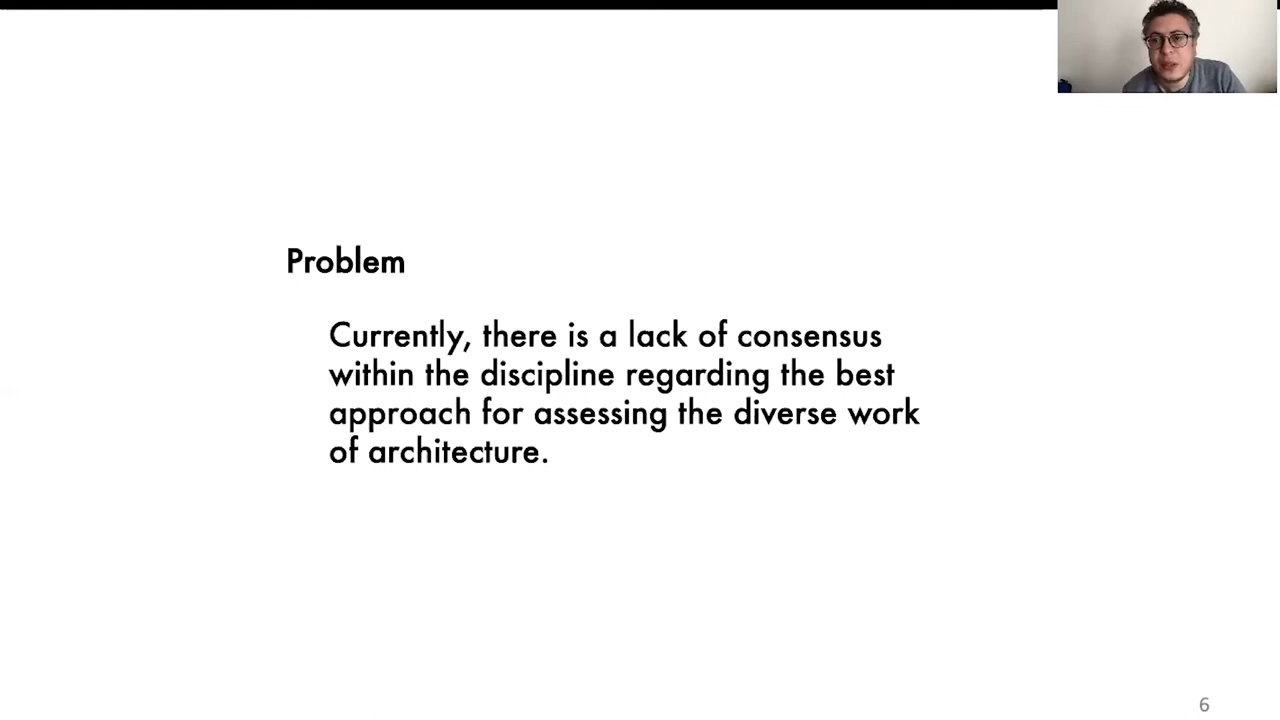 Problem
Currently, there is a lack of consensus
within the discipline regarding the best
approach for assessing the diverse work
of architecture.
6